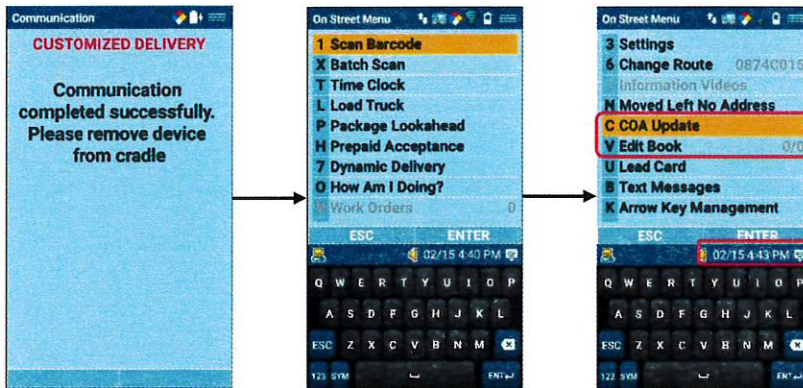 Communication
CUSTOMIZED DELIVERY
Communication
completed successfully.
Please remove device
from cradle
On Street Menu
1 Scan Barcode
X Batch Scan
T Time Clock
L Load Truck
P Package Lookahead
H Prepaid Acceptance
7 Dynamic Delivery
O How Am I Doing?
W Work Orders 0
ESC ENTER
02/15 4:40 PM
Q W E R T Y U I O P
A S D F G H J K L
ESC Z X C V B N M
123 SYM ENT
On Street Menu
3 Settings
6 Change Route 0874C015
Information Videos
N Moved Left No Address
C COA Update
V Edit Book 0/0
U Lead Card
B Text Messages
K Arrow Key Management
ESC ENTER
02/15 4:43 PM
Q W E R T Y U I O P
A S D F G H J K L
ESC Z X C V B N M
123 SYM ENT